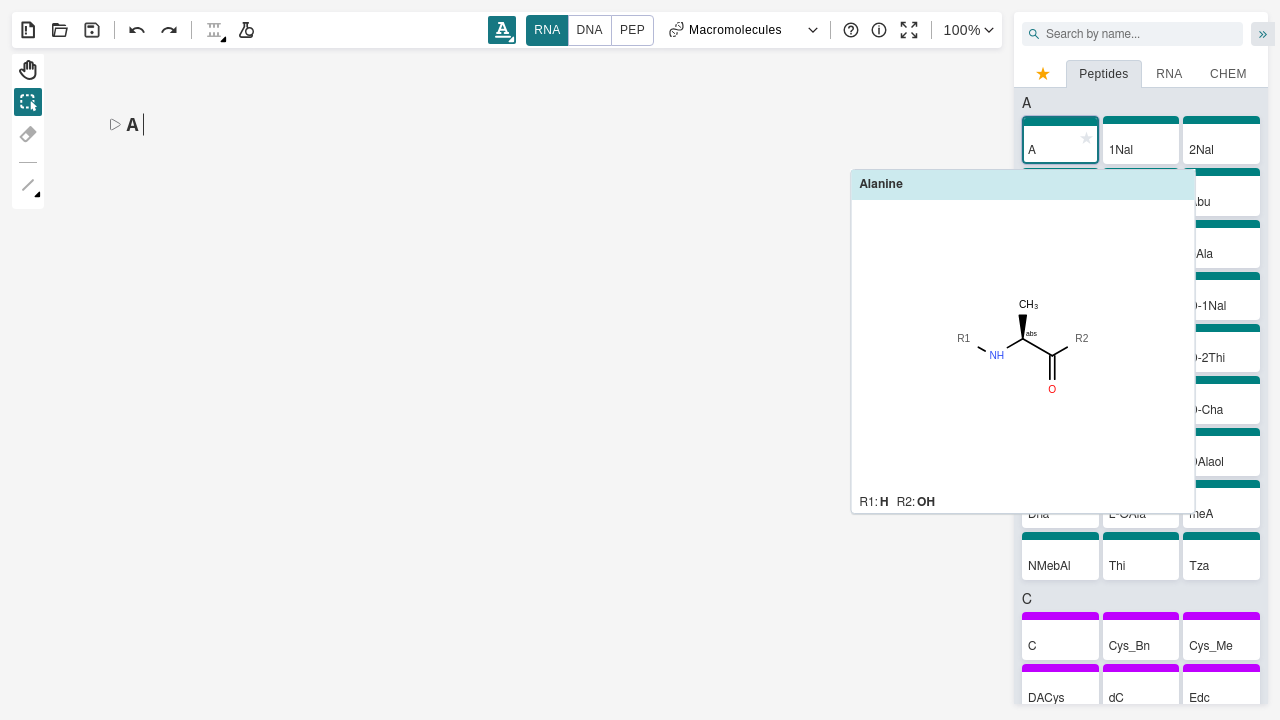 A RNA DNA PEP Macromolecules 100%
Search by name...
Peptides RNA CHEM
A
A
A 1Nal 2Nal
Alanine
Abu
Ala
D-1Nal
D-2Thi
D-Cha
DAlaol
CH3
abs
R1 NH R2
O
R1: H R2: OH
Dha L-OAla meA
NMebAl Thi Tza
C
C Cys_Bn Cys_Me
DACys dC Edc